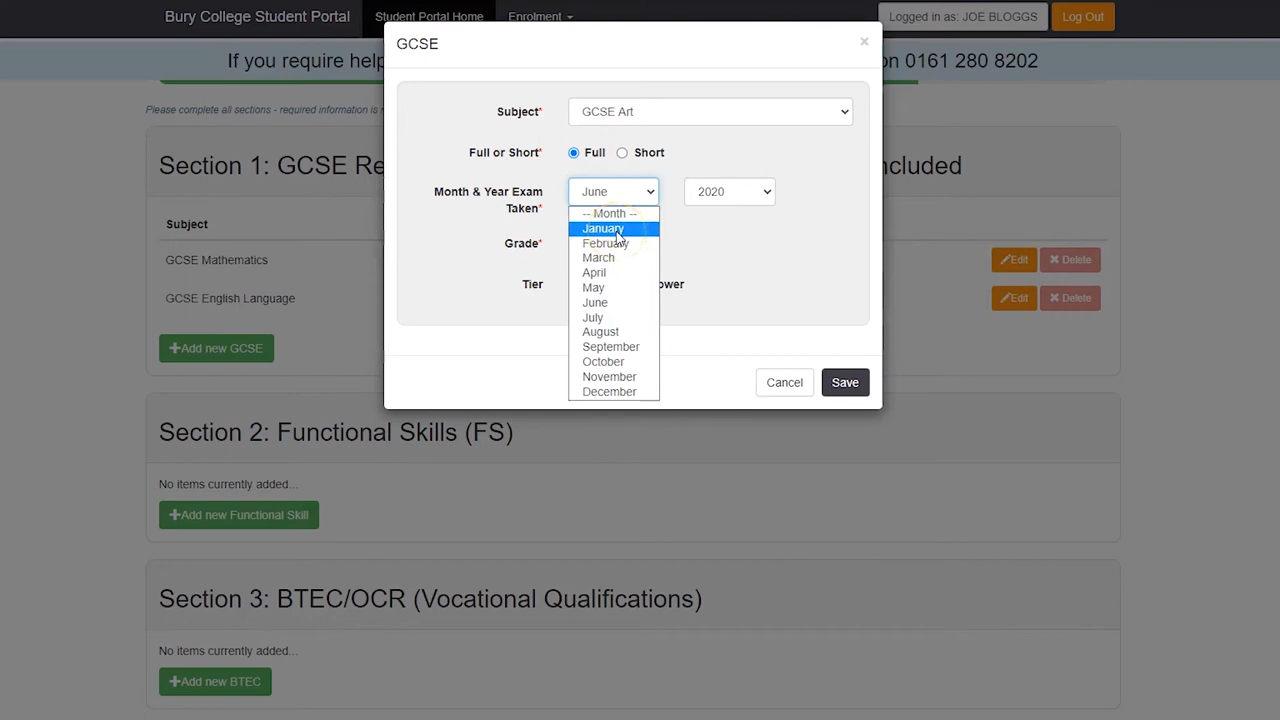 Bury College Student Portal Student Portal Home Enrolment Logged in as: JOE BLOGGS Log Out
GCSE ×
If you require hel on 0161 280 8202
Please complete all sections - required information is
Subject* GCSE Art
Section 1: GCSE Re cluded
Full or Short* Full Short
Month & Year Exam Taken* June 2020
-- Month --
Subject
January
Grade* February
March
GCSE Mathematics Edit Delete
April
Tier ower
May
GCSE English Language Edit Delete
June
July
August
+Add new GCSE
September
October
November
December
Cancel Save
Section 2: Functional Skills (FS)
No items currently added...
+Add new Functional Skill
Section 3: BTEC/OCR (Vocational Qualifications)
No items currently added...
+Add new BTEC